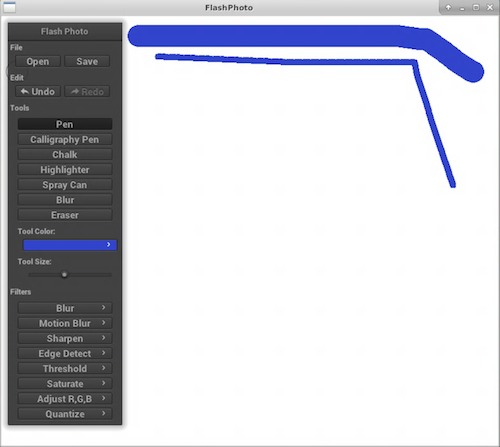 FlashPhoto
Flash Photo
File
Open Save
Edit
Undo Redo
Tools
Pen
Calligraphy Pen
Chalk
Highlighter
Spray Can
Blur
Eraser
Tool Color:
Tool Size:
Filters
Blur
Motion Blur
Sharpen
Edge Detect
Threshold
Saturate
Adjust R,G,B
Quantize